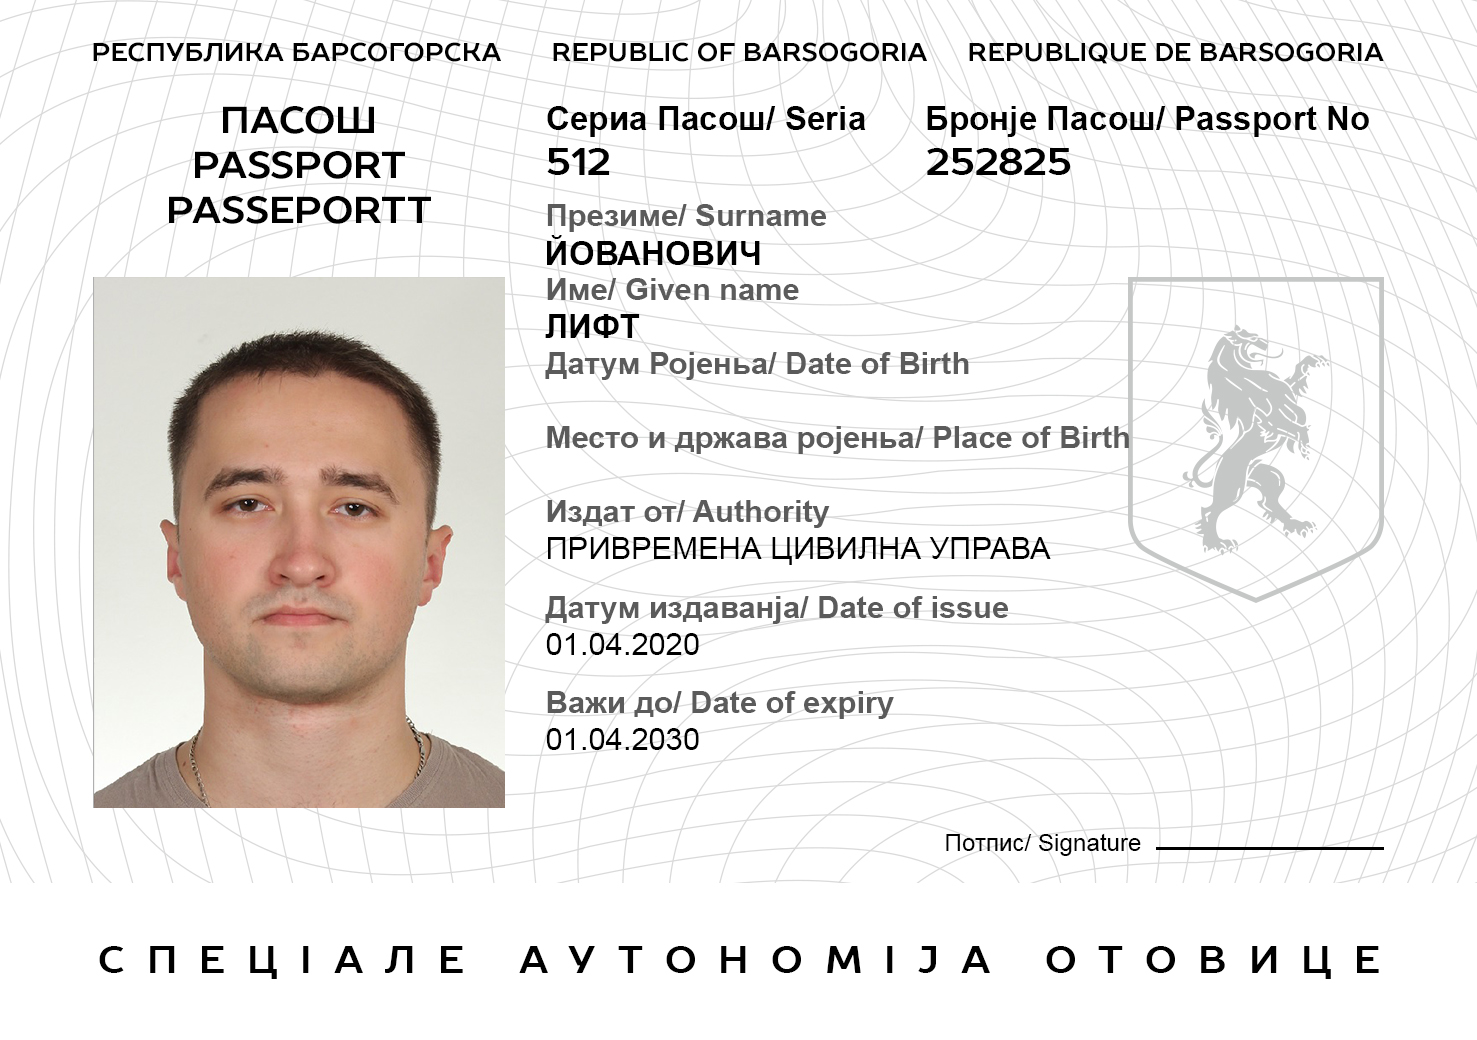 РЕСПУБЛИКА БАРСОГОРСКА REPUBLIC OF BARSOGORIA REPUBLIQUE DE BARSOGORIA
ПАСОШ
PASSPORT
PASSEPORTT
Сериа Пасош/ Seria
512
Бронје Пасош/ Passport No
252825
Презиме/ Surname
ЙОВАНОВИЧ
Име/ Given name
ЛИФТ
Датум Роjења/ Date of Birth
Место и држава роjења/ Place of Birth
Издат от/ Authority
ПРИВРЕМЕНА ЦИВИЛНА УПРАВА
Датум издаванја/ Date of issue
01.04.2020
Важи до/ Date of expiry
01.04.2030
Потпис/ Signature
СПЕЦІАЛЕ АУТОНОМІЈА ОТОВИЦЕ